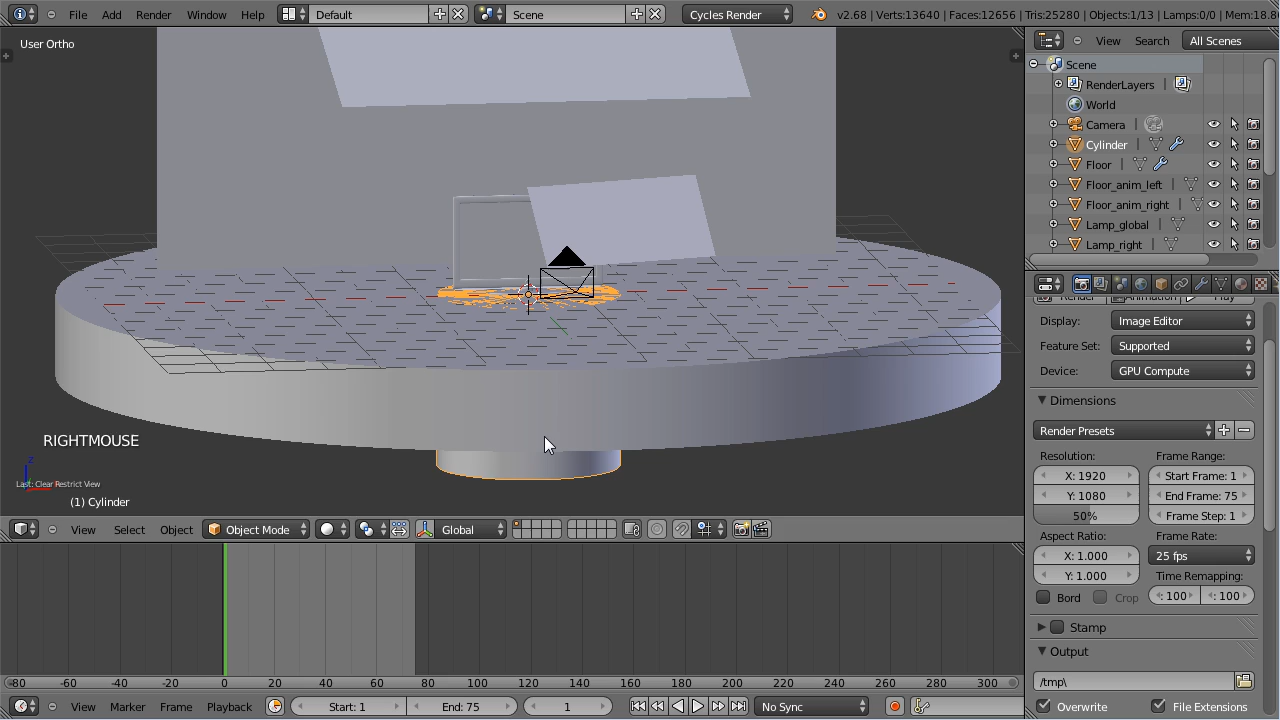 File Add Render Window Help Default Scene Cycles Render v2.68 | Verts:13640 | Faces:12656 | Tris:25280 | Objects:1/13 | Lamps:0/0 | Mem:18.8
User Ortho
View Search All Scenes
Scene
RenderLayers |
World
Camera |
Cylinder |
Floor |
Floor_anim_left |
Floor_anim_right |
Lamp_global |
Lamp_right |
Display: Image Editor
Feature Set: Supported
Device: GPU Compute
Dimensions
Render Presets
Resolution: Frame Range:
X: 1920 Start Frame: 1
Y: 1080 End Frame: 75
50% Frame Step: 1
Aspect Ratio: Frame Rate:
X: 1.000 25 fps
Y: 1.000 Time Remapping:
Bord Crop : 100 : 100
Stamp
Output
/tmp\
Overwrite File Extensions
RIGHTMOUSE
z
Last: Clear Restrict View
(1) Cylinder
View Select Object Object Mode Global
-80 -60 -40 -20 0 20 40 60 80 100 120 140 160 180 200 220 240 260 280 300
View Marker Frame Playback Start: 1 End: 75 1 No Sync